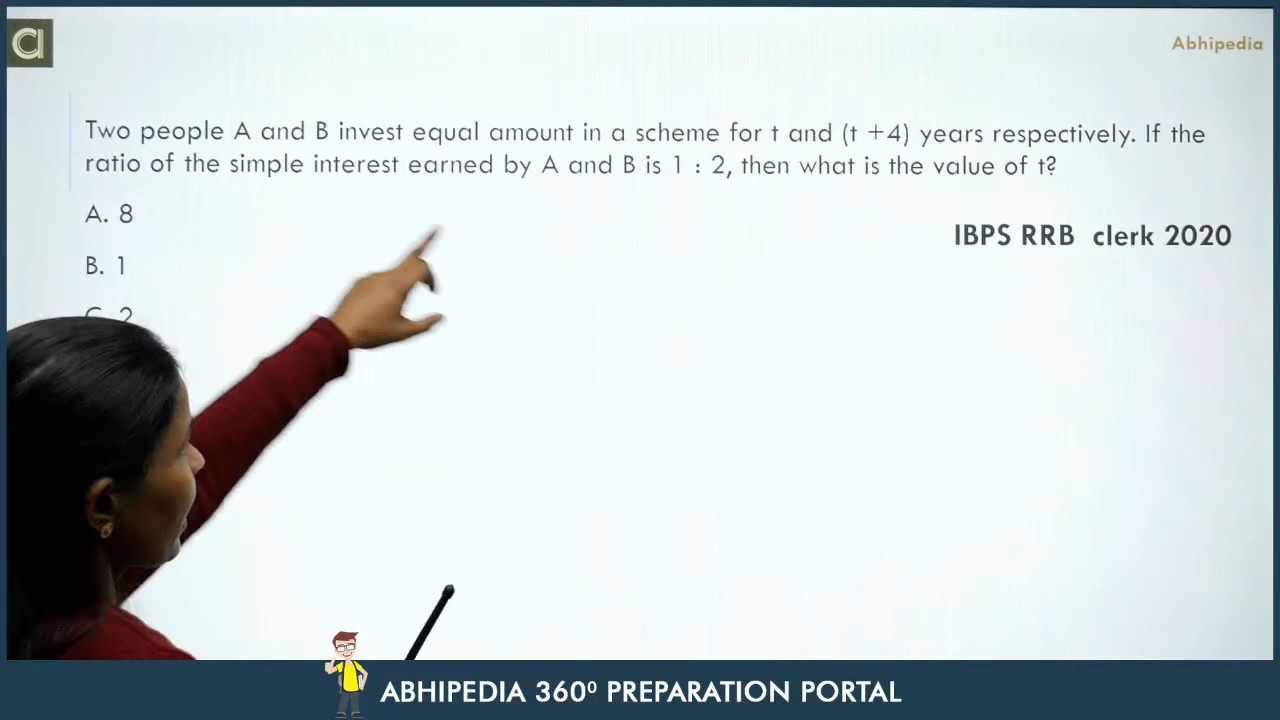 Abhipedia
Two people A and B invest equal amount in a scheme for t and (t +4) years respectively. If the
ratio of the simple interest earned by A and B is 1 : 2, then what is the value of t?
A. 8
IBPS RRB clerk 2020
B. 1
C. 2
ABHIPEDIA 360⁰ PREPARATION PORTAL